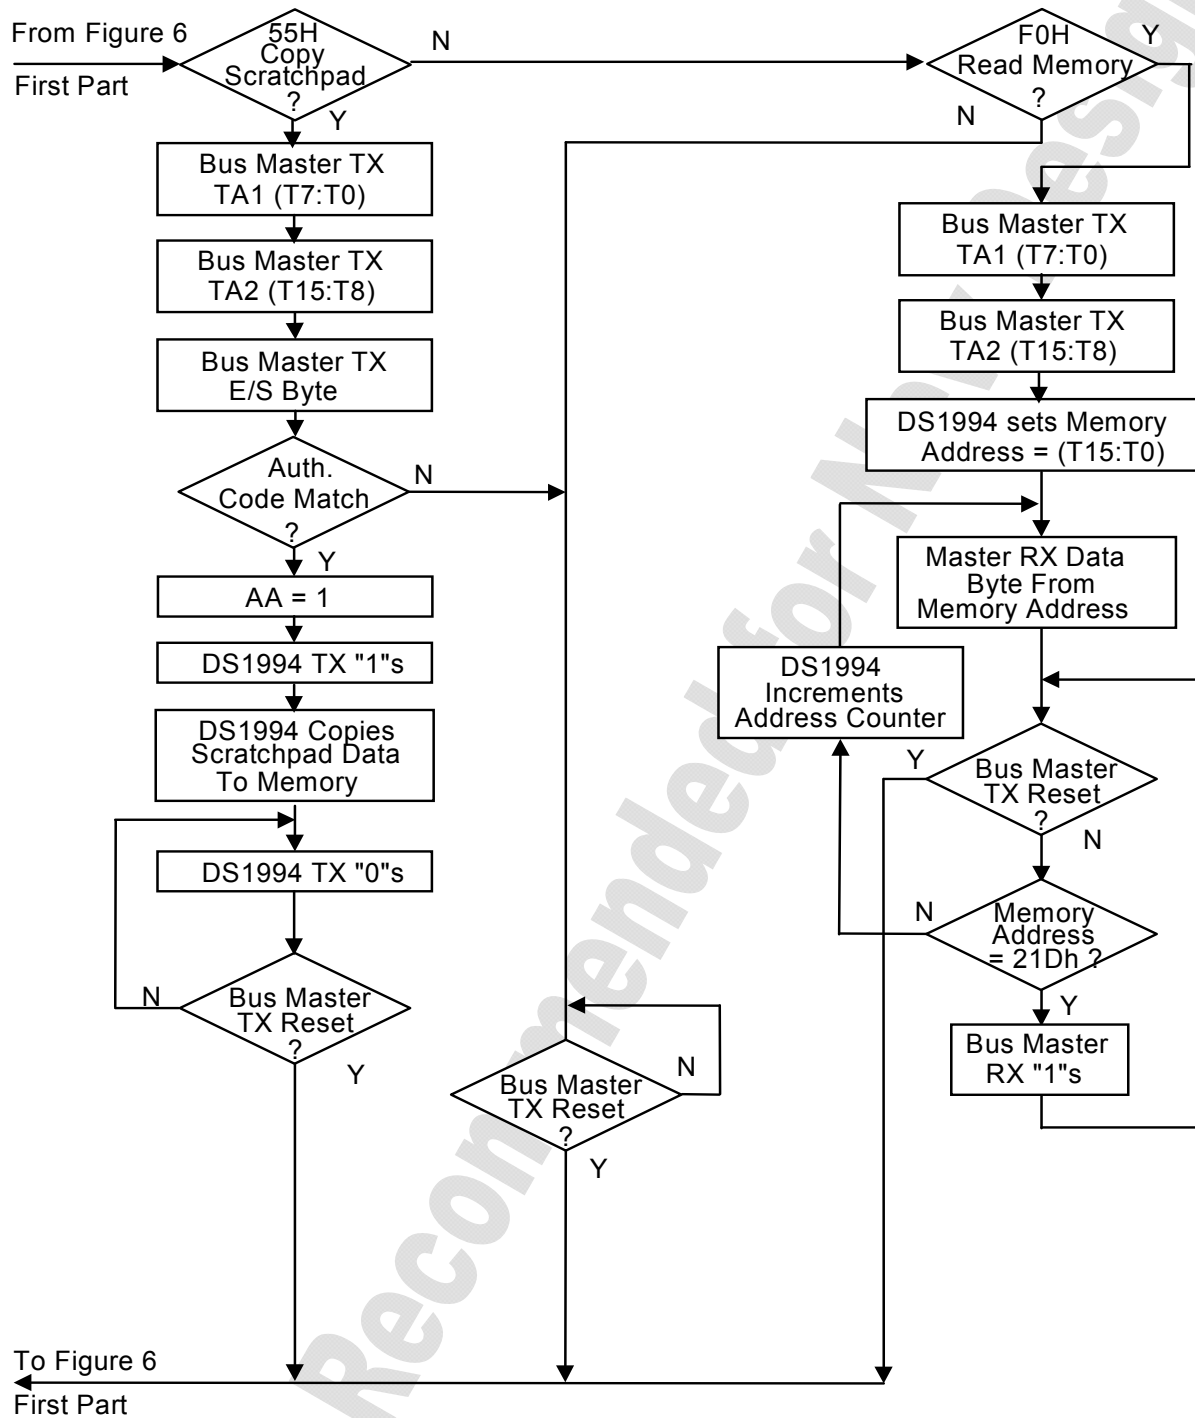 From Figure 6
First Part
55H
Copy
Scratchpad
?
N
Y
F0H
Read Memory
?
Y
N
Bus Master TX
TA1 (T7:T0)
Bus Master TX
TA2 (T15:T8)
Bus Master TX
E/S Byte
Auth.
Code Match
?
N
Y
AA = 1
DS1994 TX "1"s
DS1994 Copies
Scratchpad Data
To Memory
DS1994 TX "0"s
Bus Master
TX Reset
?
N
Y
Bus Master
TX Reset
?
N
Y
Bus Master TX
TA1 (T7:T0)
Bus Master TX
TA2 (T15:T8)
DS1994 sets Memory
Address = (T15:T0)
Master RX Data
Byte From
Memory Address
DS1994
Increments
Address Counter
Bus Master
TX Reset
?
Y
N
Memory
Address
= 21Dh ?
N
Y
Bus Master
RX "1"s
To Figure 6
First Part
Recommended for New Desig